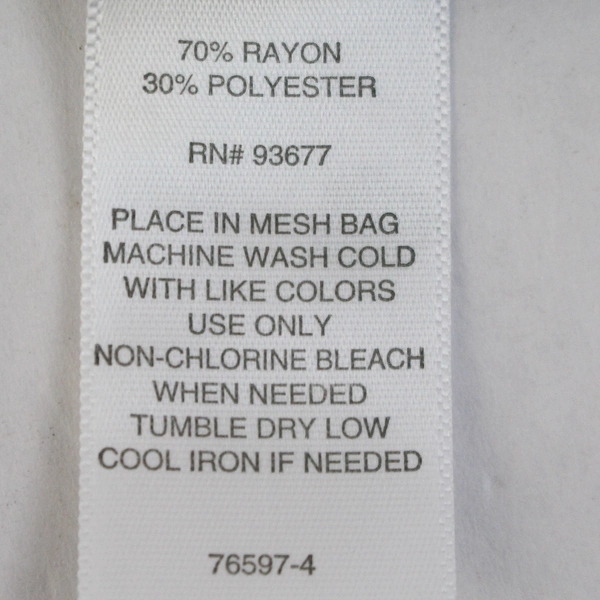 70% RAYON
30% POLYESTER
RN# 93677
PLACE IN MESH BAG
MACHINE WASH COLD
WITH LIKE COLORS
USE ONLY
NON-CHLORINE BLEACH
WHEN NEEDED
TUMBLE DRY LOW
COOL IRON IF NEEDED
76597-4